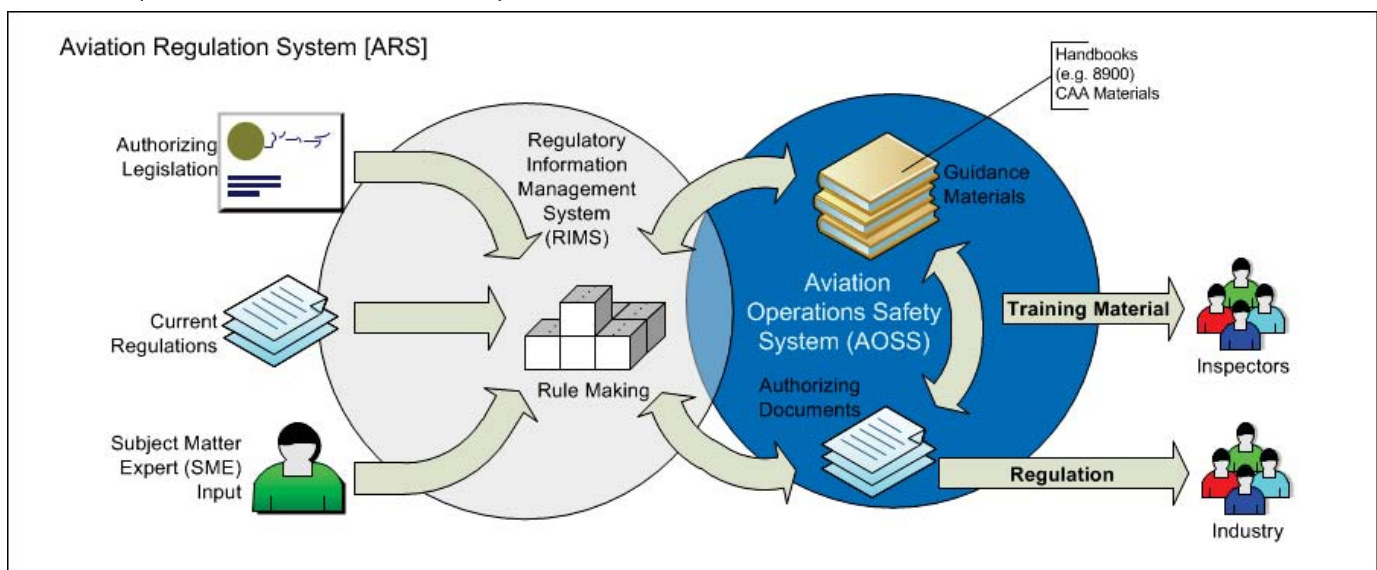 Aviation Regulation System [ARS]
Authorizing
Legislation
Current
Regulations
Subject Matter
Expert (SME)
Input
Regulatory
Information
Management
System
(RIMS)
Rule Making
Handbooks
(e.g. 8900)
CAA Materials
Guidance
Materials
Aviation
Operations Safety
System (AOSS)
Authorizing
Documents
Training Material
Inspectors
Regulation
Industry